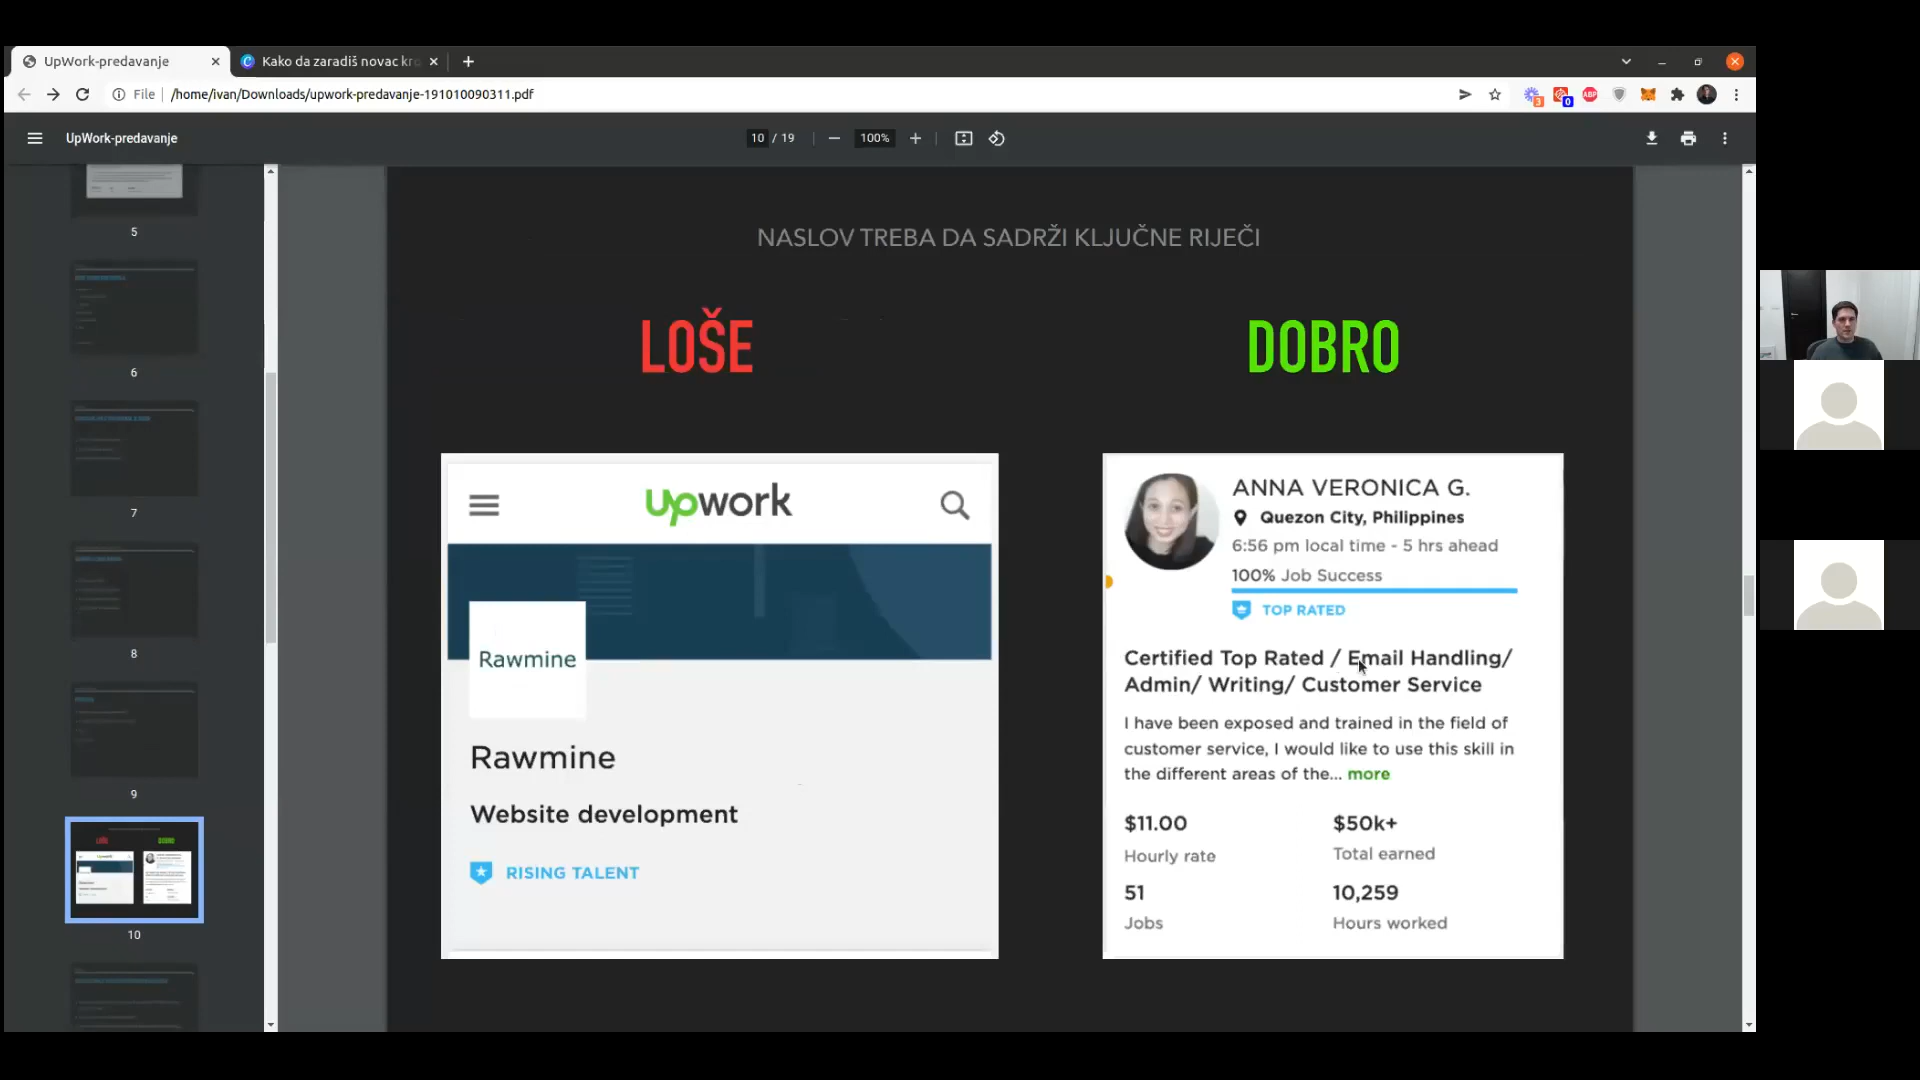 UpWork-predavanje
Kako da zaradiš novac kro
File
/home/ivan/Downloads/upwork-predavanje-191010090311.pdf
3
0
ABP
UpWork-predavanje
10 / 19
100%
5
6
7
8
9
10
NASLOV TREBA DA SADRŽI KLJUČNE RIJEČI
LOŠE
DOBRO
upwork
Rawmine
Rawmine
Website development
RISING TALENT
ANNA VERONICA G.
Quezon City, Philippines
6:56 pm local time - 5 hrs ahead
100% Job Success
TOP RATED
Certified Top Rated / Email Handling/
Admin/ Writing/ Customer Service
I have been exposed and trained in the field of
customer service, I would like to use this skill in
the different areas of the... more
$11.00
$50k+
Hourly rate
Total earned
51
10,259
Jobs
Hours worked